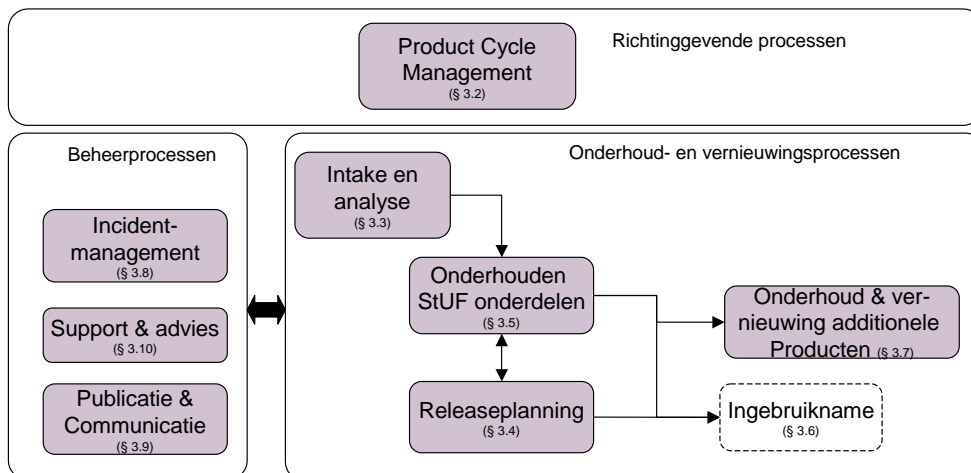 Product Cycle
Management
(§ 3.2)
Richtinggevende processen
Beheerprocessen
Incident-
management
(§ 3.8)
Support & advies
(§ 3.10)
Publicatie &
Communicatie
(§ 3.9)
Onderhoud- en vernieuwingsprocessen
Intake en
analyse
(§ 3.3)
Onderhouden
StUF onderdelen
(§ 3.5)
Onderhoud & ver-
nieuwing additionele
Producten (§ 3.7)
Releaseplanning
(§ 3.4)
Ingebruikname
(§ 3.6)